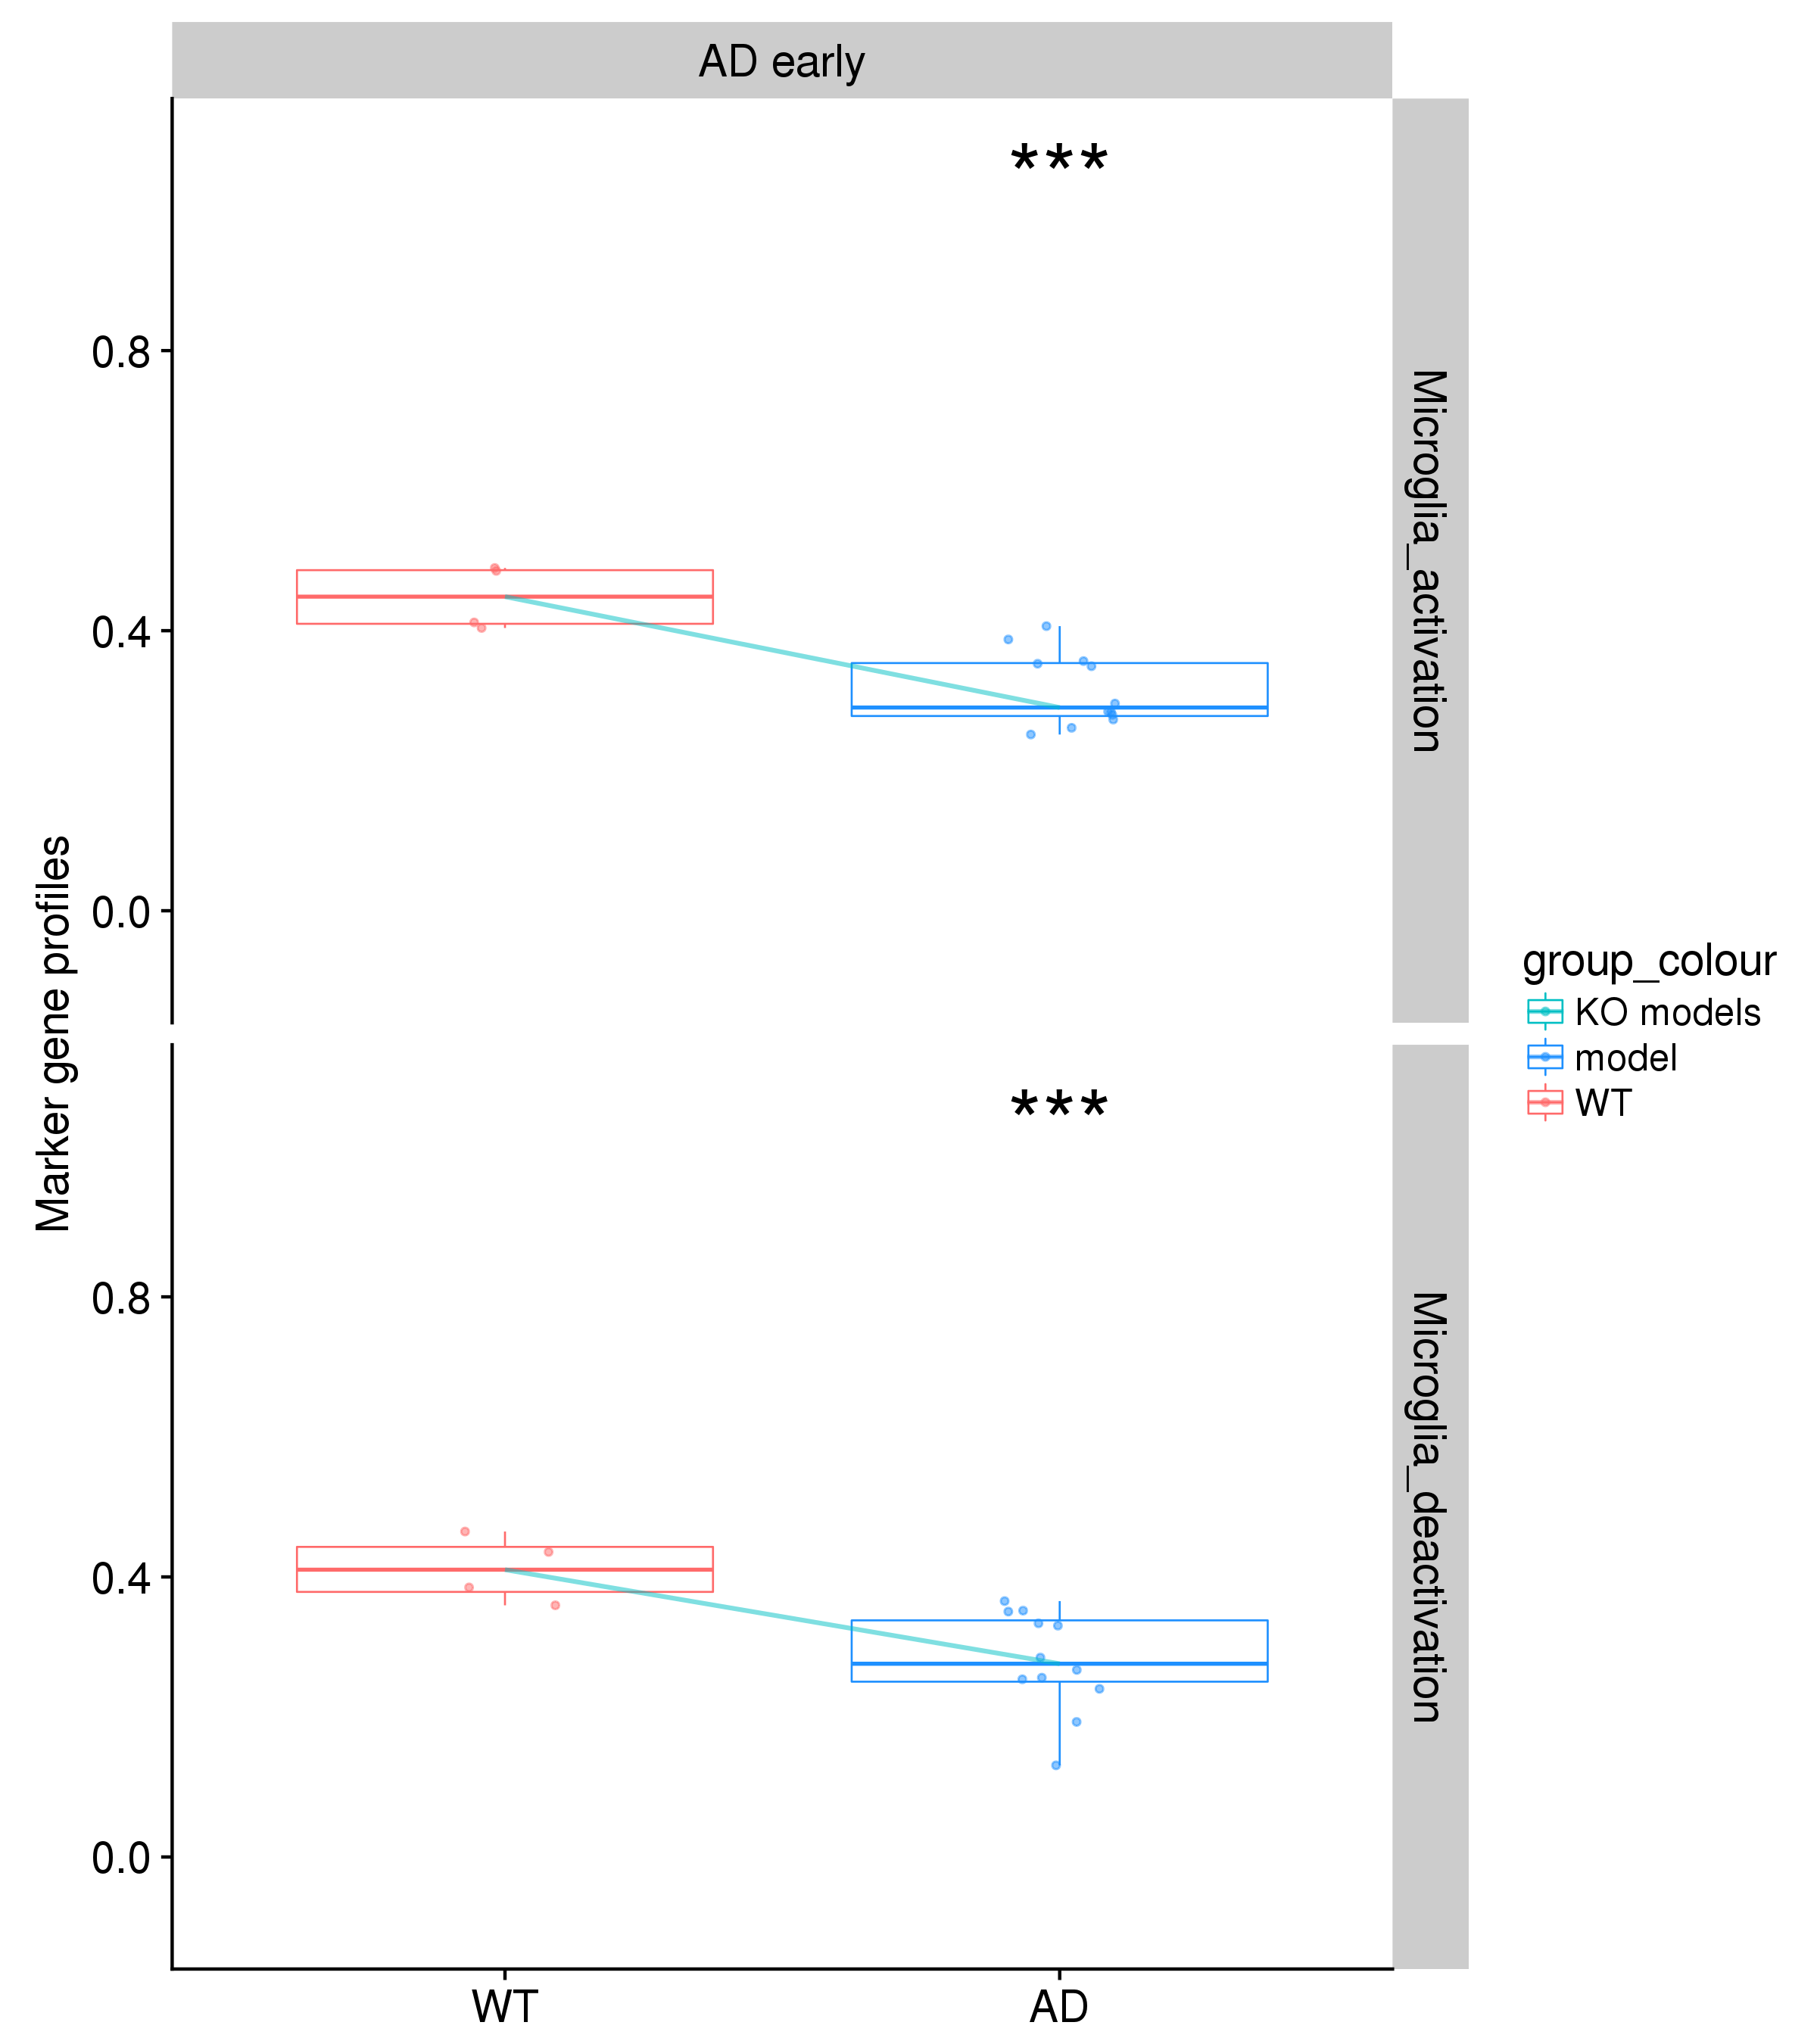 AD early
***
0.8
0.4
0.0
Microglia_activation
Marker gene profiles
***
0.8
0.4
0.0
Microglia_deactivation
WT
AD
group_colour
KO models
model
WT